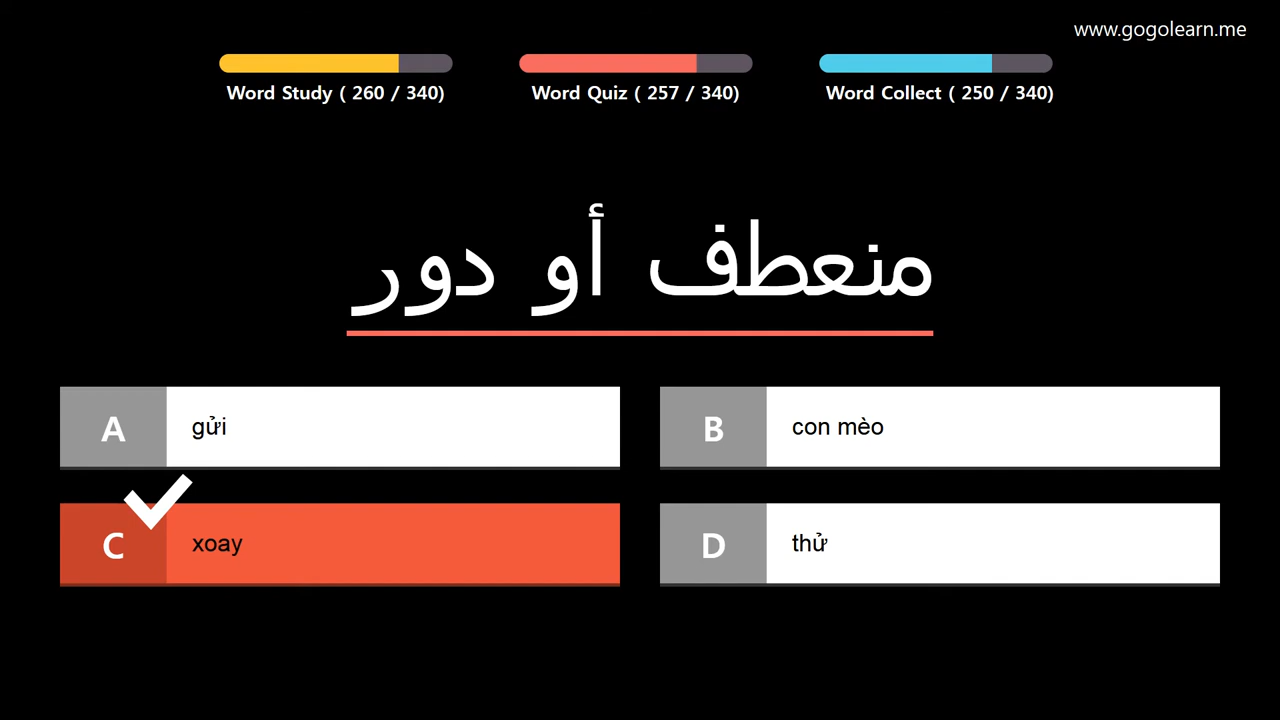 www.gogolearn.me
Word Study ( 260 / 340)
Word Quiz ( 257 / 340)
Word Collect ( 250 / 340)
منعطف أو دور
A gửi
B con mèo
C xoay
D thử